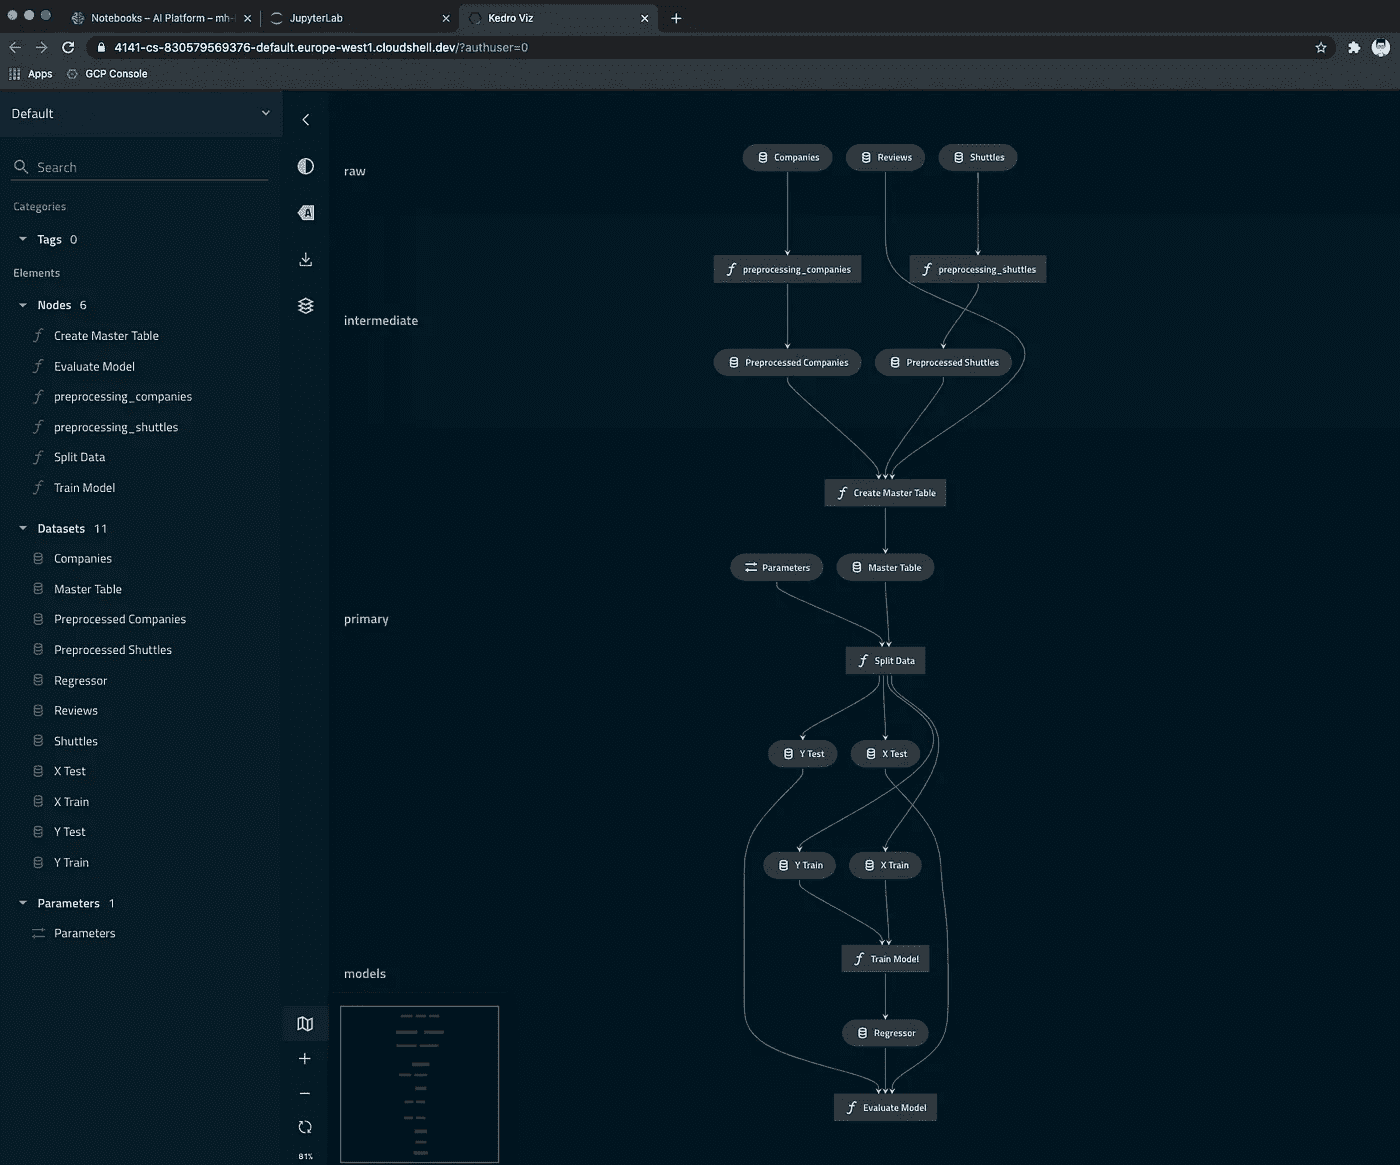 Notebooks – AI Platform – mh-
JupyterLab
Kedro Viz
4141-cs-830579569376-default.europe-west1.cloudshell.dev/?authuser=0
Apps
GCP Console
Default
Search
Categories
Tags 0
Elements
Nodes 6
Create Master Table
Evaluate Model
preprocessing_companies
preprocessing_shuttles
Split Data
Train Model
Datasets 11
Companies
Master Table
Preprocessed Companies
Preprocessed Shuttles
Regressor
Reviews
Shuttles
X Test
X Train
Y Test
Y Train
Parameters 1
Parameters
A
81%
raw
intermediate
primary
models
Companies
Reviews
Shuttles
preprocessing_companies
preprocessing_shuttles
Preprocessed Companies
Preprocessed Shuttles
Create Master Table
Parameters
Master Table
Split Data
Y Test
X Test
Y Train
X Train
Train Model
Regressor
Evaluate Model